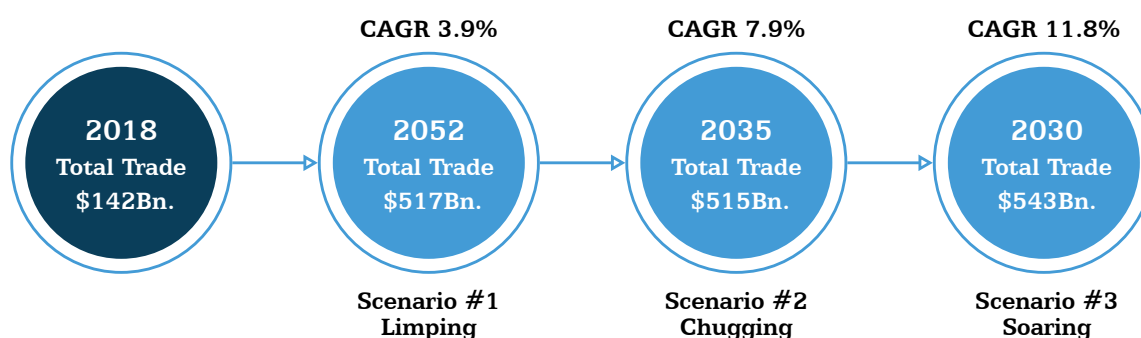 CAGR 3.9%
CAGR 7.9%
CAGR 11.8%
2018
Total Trade
$142Bn.
2052
Total Trade
$517Bn.
2035
Total Trade
$515Bn.
2030
Total Trade
$543Bn.
Scenario #1
Limping
Scenario #2
Chugging
Scenario #3
Soaring